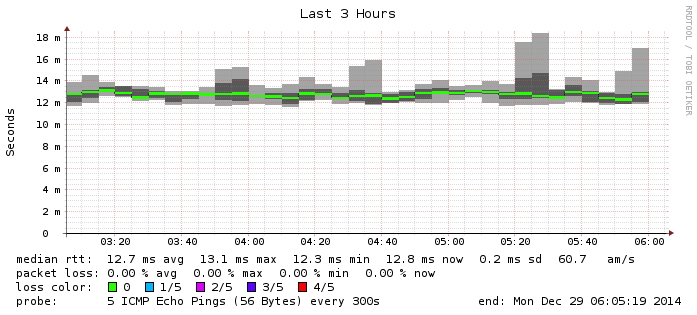 Last 3 Hours
RRDTOOL / TOBI OETIKER
Seconds
18 m
16 m
14 m
12 m
10 m
8 m
6 m
4 m
2 m
0
03:20 03:40 04:00 04:20 04:40 05:00 05:20 05:40 06:00
median rtt: 12.7 ms avg 13.1 ms max 12.3 ms min 12.8 ms now 0.2 ms sd 60.7 am/s
packet loss: 0.00 % avg 0.00 % max 0.00 % min 0.00 % now
loss color: 0 1/5 2/5 3/5 4/5
probe: 5 ICMP Echo Pings (56 Bytes) every 300s end: Mon Dec 29 06:05:19 2014